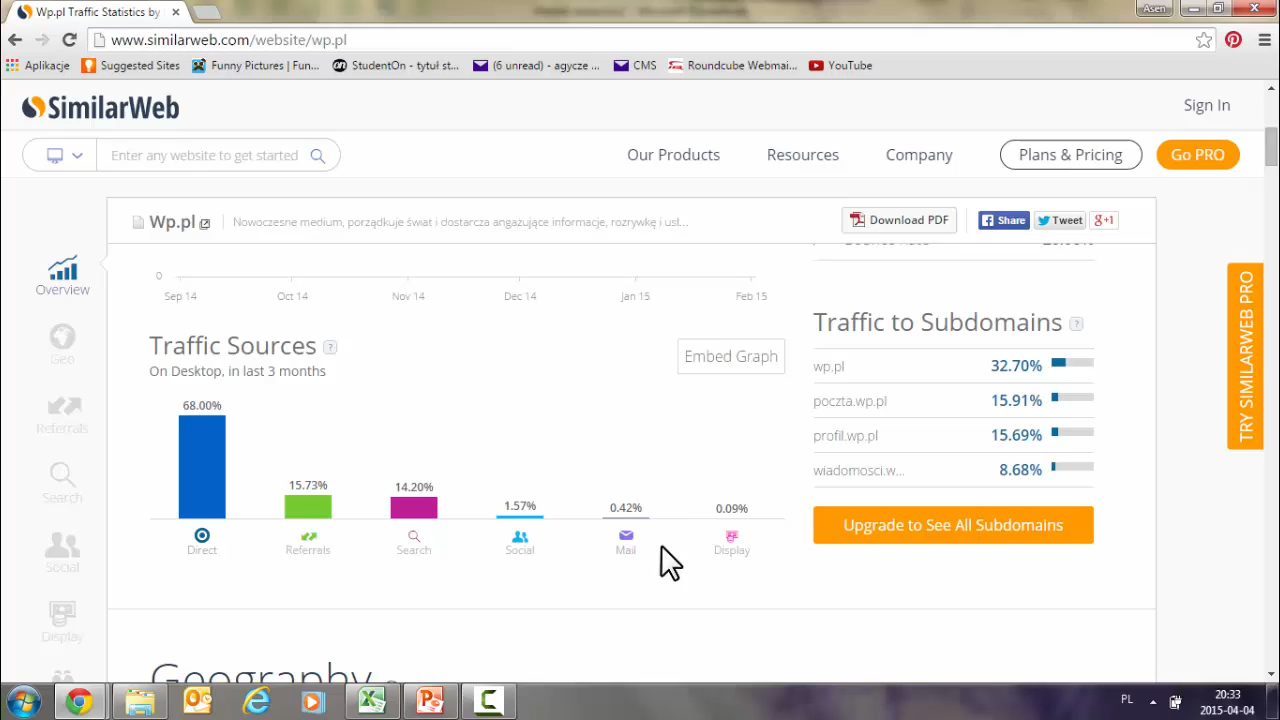 Wp.pl Traffic Statistics by
Asen
www.similarweb.com/website/wp.pl
Aplikacje Suggested Sites Funny Pictures | Fun... StudentOn - tytuł st... (6 unread) - agycze ... CMS Roundcube Webmai... YouTube
SimilarWeb
Sign In
Enter any website to get started
Our Products Resources Company Plans & Pricing Go PRO
Wp.pl
Nowoczesne medium, porządkuje świat i dostarcza angażujące informacje, rozrywkę i usł...
Download PDF
Share Tweet g+1
Overview
Geo
Referrals
Search
Social
Display
0
Sep 14 Oct 14 Nov 14 Dec 14 Jan 15 Feb 15
Traffic Sources ?
On Desktop, in last 3 months
Embed Graph
68.00% 15.73% 14.20% 1.57% 0.42% 0.09%
Direct Referrals Search Social Mail Display
Traffic to Subdomains ?
wp.pl 32.70%
poczta.wp.pl 15.91%
profil.wp.pl 15.69%
wiadomosci.w... 8.68%
Upgrade to See All Subdomains
TRY SIMILARWEB PRO
Geography
PL
20:33
2015-04-04